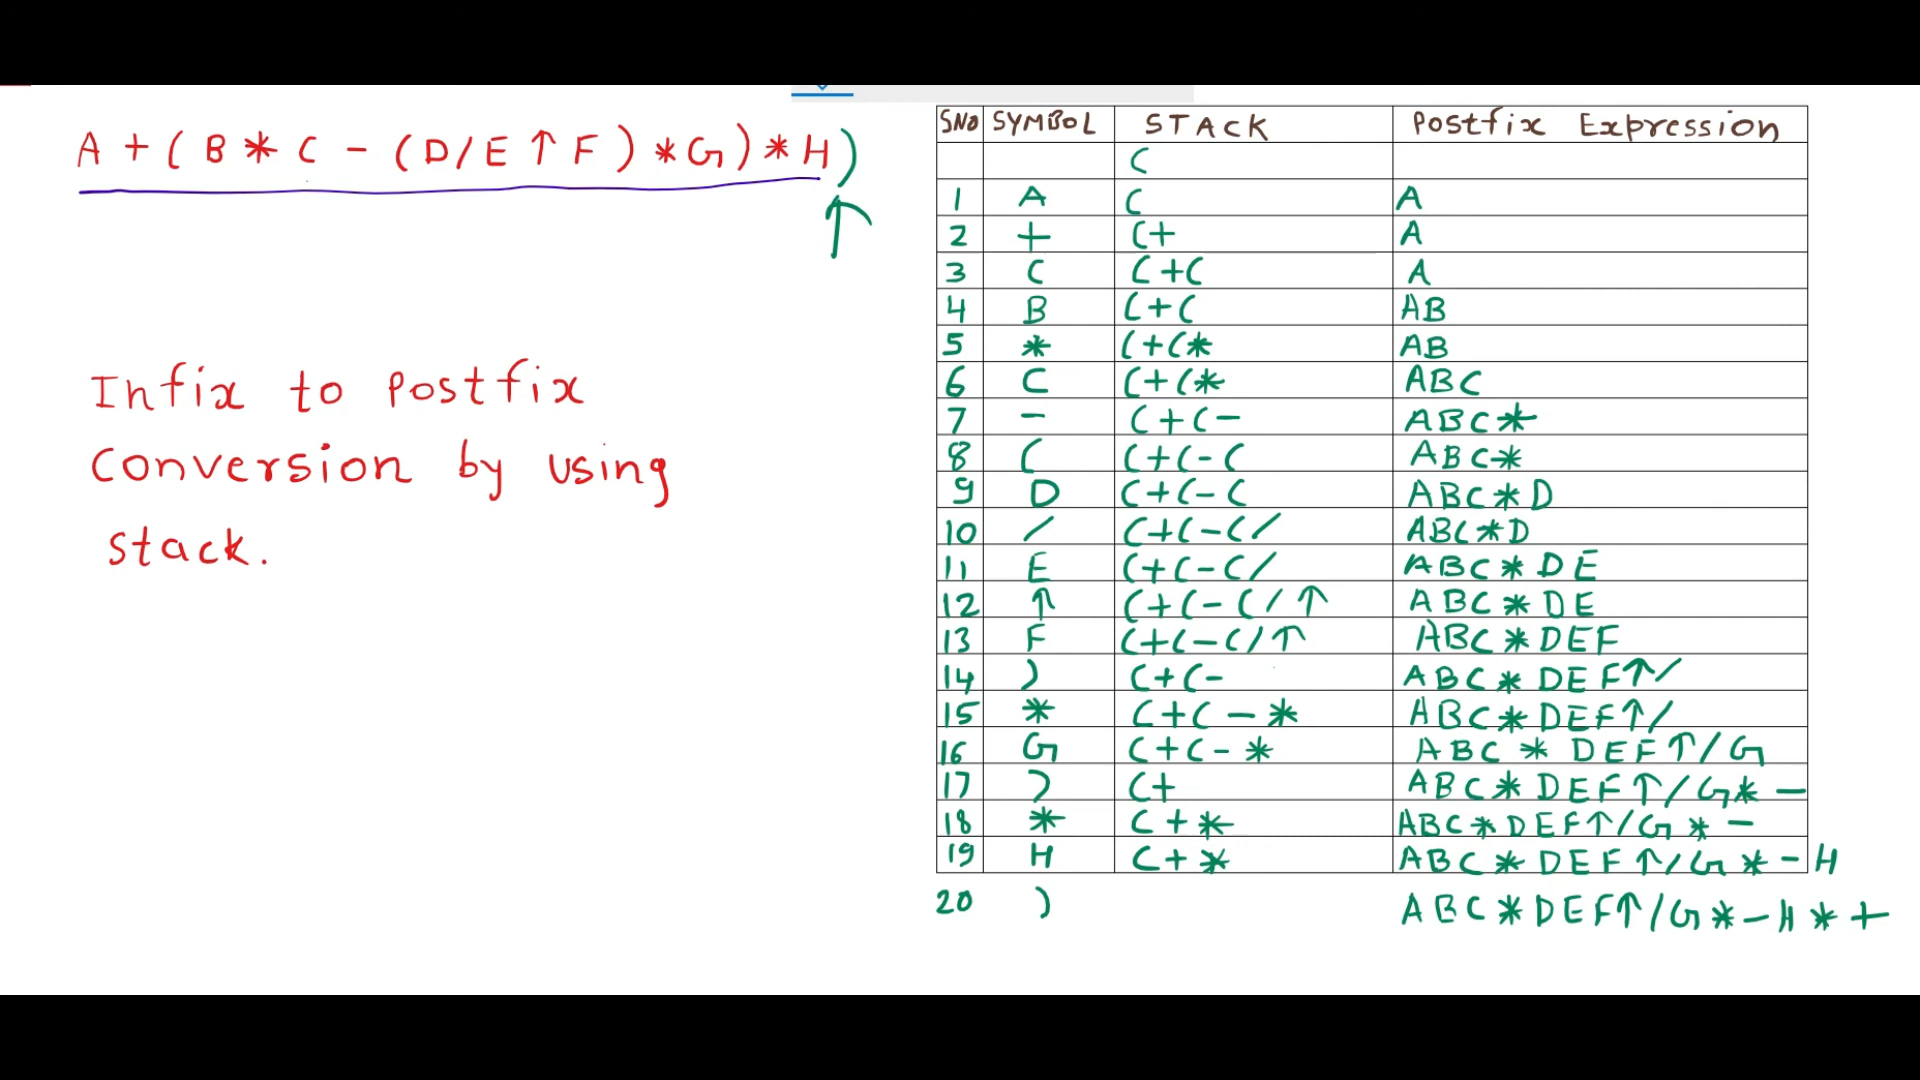 A + ( B * C - ( D / E ↑ F ) * G ) * H )
Infix to Postfix
conversion by using
stack.
SNO SYMBOL STACK Postfix Expression
(
1 A ( A
2 + (+ A
3 ( (+( A
4 B (+( AB
5 * (+(* AB
6 C (+(* ABC
7 - (+(- ABC*
8 ( (+(-( ABC*
9 D (+(-( ABC*D
10 / (+(-(/ ABC*D
11 E (+(-(/ ABC*DE
12 ↑ (+(-(/↑ ABC*DE
13 F (+(-(/↑ ABC*DEF
14 ) (+(- ABC*DEF↑/
15 * (+(-* ABC*DEF↑/
16 G (+(-* ABC*DEF↑/G
17 ) (+ ABC*DEF↑/G*-
18 * (+* ABC*DEF↑/G*-
19 H (+* ABC*DEF↑/G*-H
20 ) ABC*DEF↑/G*-H*+